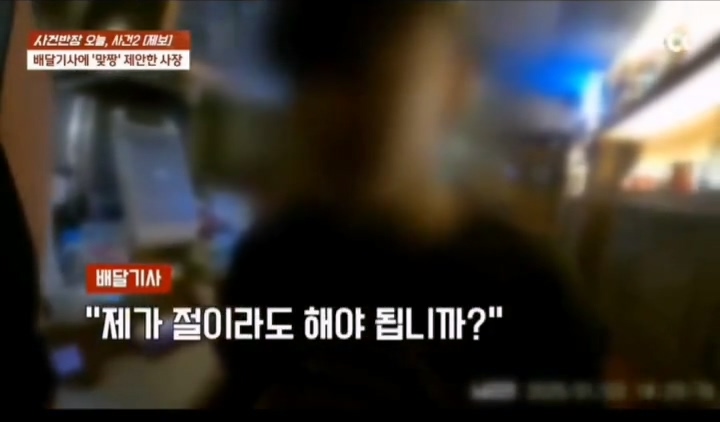 사건반장 오늘, 사건2 [제보]
배달기사에 '맞짱' 제안한 사장
배달기사
"제가 절이라도 해야 됩니까?"